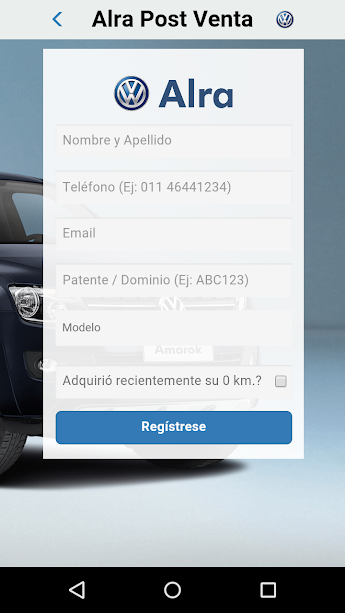 Alra Post Venta
Alra
Nombre y Apellido
Teléfono (Ej: 011 46441234)
Email
Patente / Dominio (Ej: ABC123)
Modelo
Amarok
Adquirió recientemente su 0 km.?
Regístrese